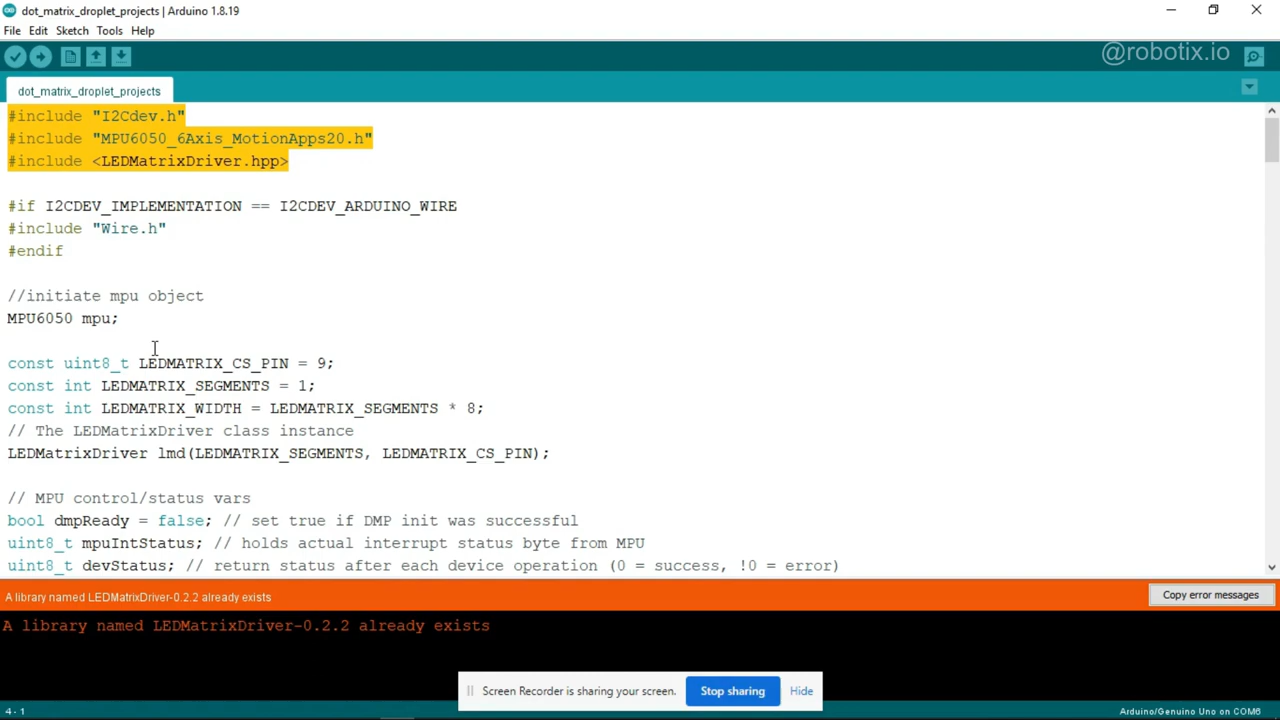 dot_matrix_droplet_projects | Arduino 1.8.19
File Edit Sketch Tools Help
@robotix.io
dot_matrix_droplet_projects
#include "I2Cdev.h"
#include "MPU6050_6Axis_MotionApps20.h"
#include <LEDMatrixDriver.hpp>
#if I2CDEV_IMPLEMENTATION == I2CDEV_ARDUINO_WIRE
#include "Wire.h"
#endif
//initiate mpu object
MPU6050 mpu;
const uint8_t LEDMATRIX_CS_PIN = 9;
const int LEDMATRIX_SEGMENTS = 1;
const int LEDMATRIX_WIDTH = LEDMATRIX_SEGMENTS * 8;
// The LEDMatrixDriver class instance
LEDMatrixDriver lmd(LEDMATRIX_SEGMENTS, LEDMATRIX_CS_PIN);
// MPU control/status vars
bool dmpReady = false; // set true if DMP init was successful
uint8_t mpuIntStatus; // holds actual interrupt status byte from MPU
uint8_t devStatus; // return status after each device operation (0 = success, !0 = error)
A library named LEDMatrixDriver-0.2.2 already exists
Copy error messages
A library named LEDMatrixDriver-0.2.2 already exists
Screen Recorder is sharing your screen. Stop sharing Hide
4 - 1
Arduino/Genuino Uno on COM6